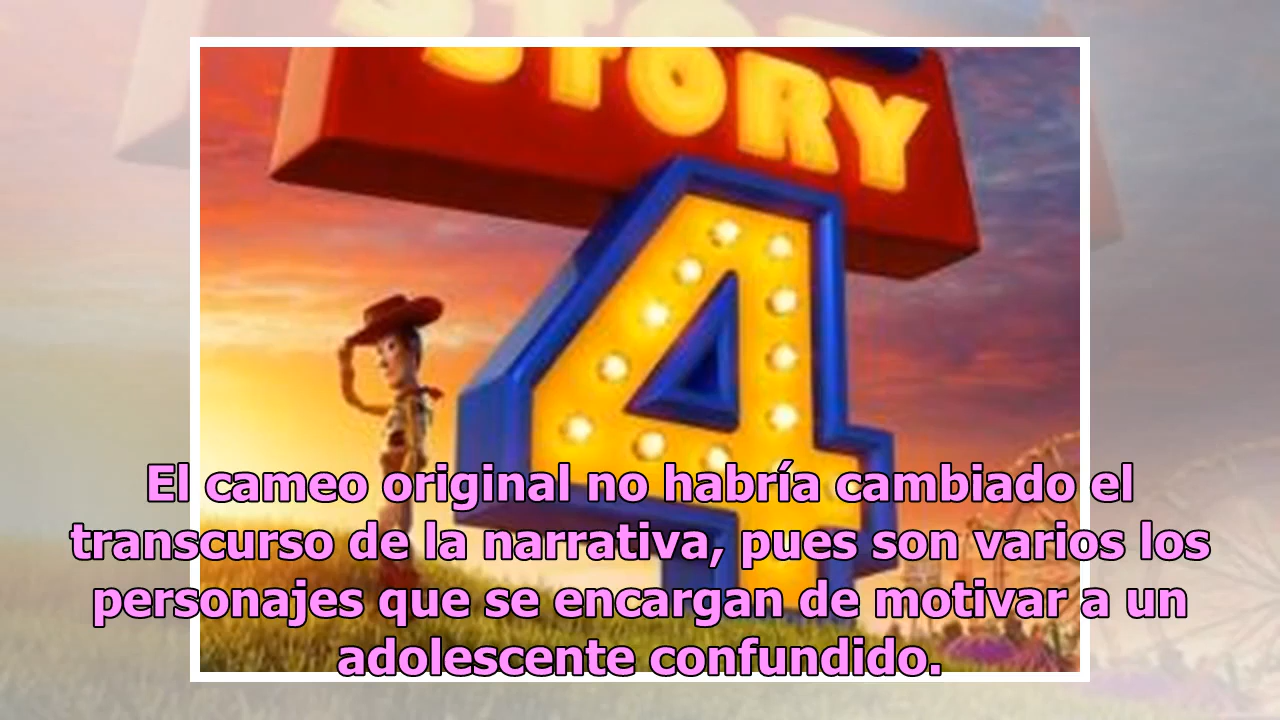 STORY
4
El cameo original no habría cambiado el
transcurso de la narrativa, pues son varios los
personajes que se encargan de motivar a un
adolescente confundido.